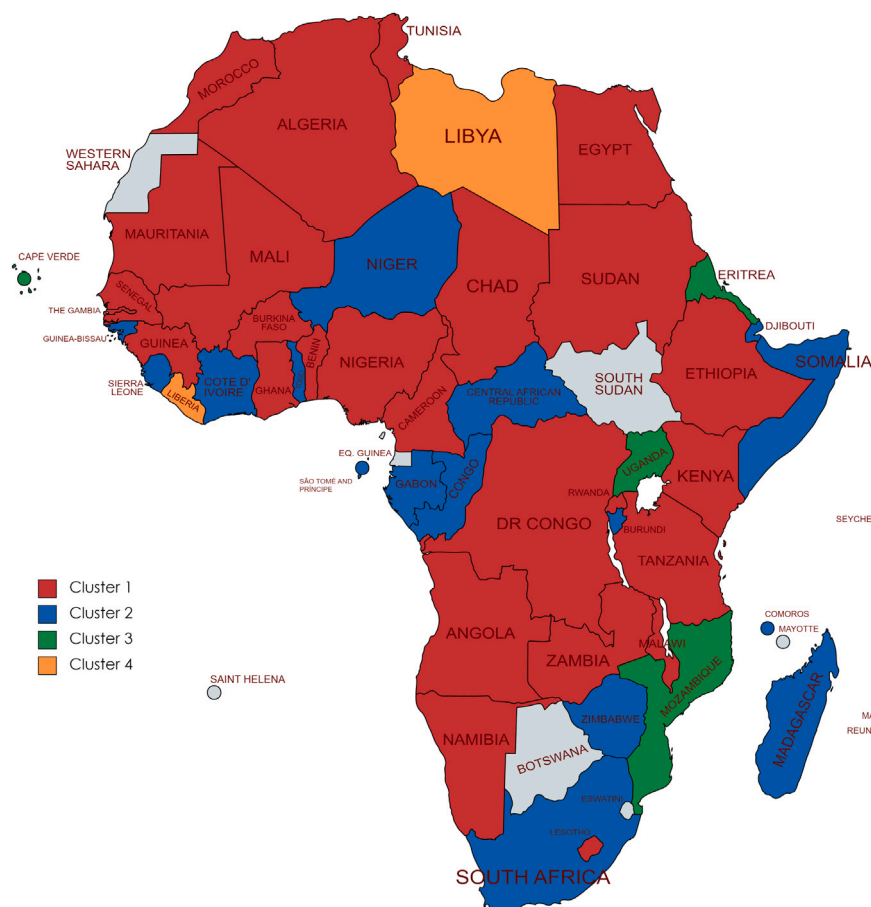 TUNISIA
MOROCCO
ALGERIA
LIBYA
EGYPT
WESTERN
SAHARA
MAURITANIA
MALI
NIGER
CHAD
SUDAN
ERITREA
CAPE VERDE
SENEGAL
THE GAMBIA
GUINEA-BISSAU
GUINEA
BURKINA
FASO
BENIN
NIGERIA
DJIBOUTI
SOMALIA
ETHIOPIA
SOUTH
SUDAN
SIERRA
LEONE
LIBERIA
COTE D'
IVOIRE
GHANA
TOGO
CAMEROON
CENTRAL AFRICAN
REPUBLIC
EQ. GUINEA
SÃO TOMÉ AND
PRÍNCIPE
GABON
CONGO
UGANDA
KENYA
RWANDA
DR CONGO
BURUNDI
TANZANIA
SEYCHE
Cluster 1
Cluster 2
Cluster 3
Cluster 4
ANGOLA
ZAMBIA
MALAWI
COMOROS
MAYOTTE
MOZAMBIQUE
SAINT HELENA
NAMIBIA
ZIMBABWE
BOTSWANA
MADAGASCAR
MA
REUN
ESWATINI
LESOTHO
SOUTH AFRICA